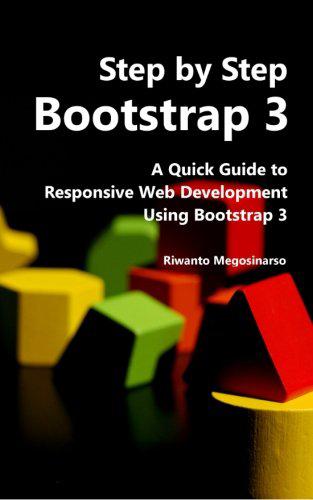 Step by Step
Bootstrap 3
A Quick Guide to
Responsive Web Development
Using Bootstrap 3
Riwanto Megosinarso